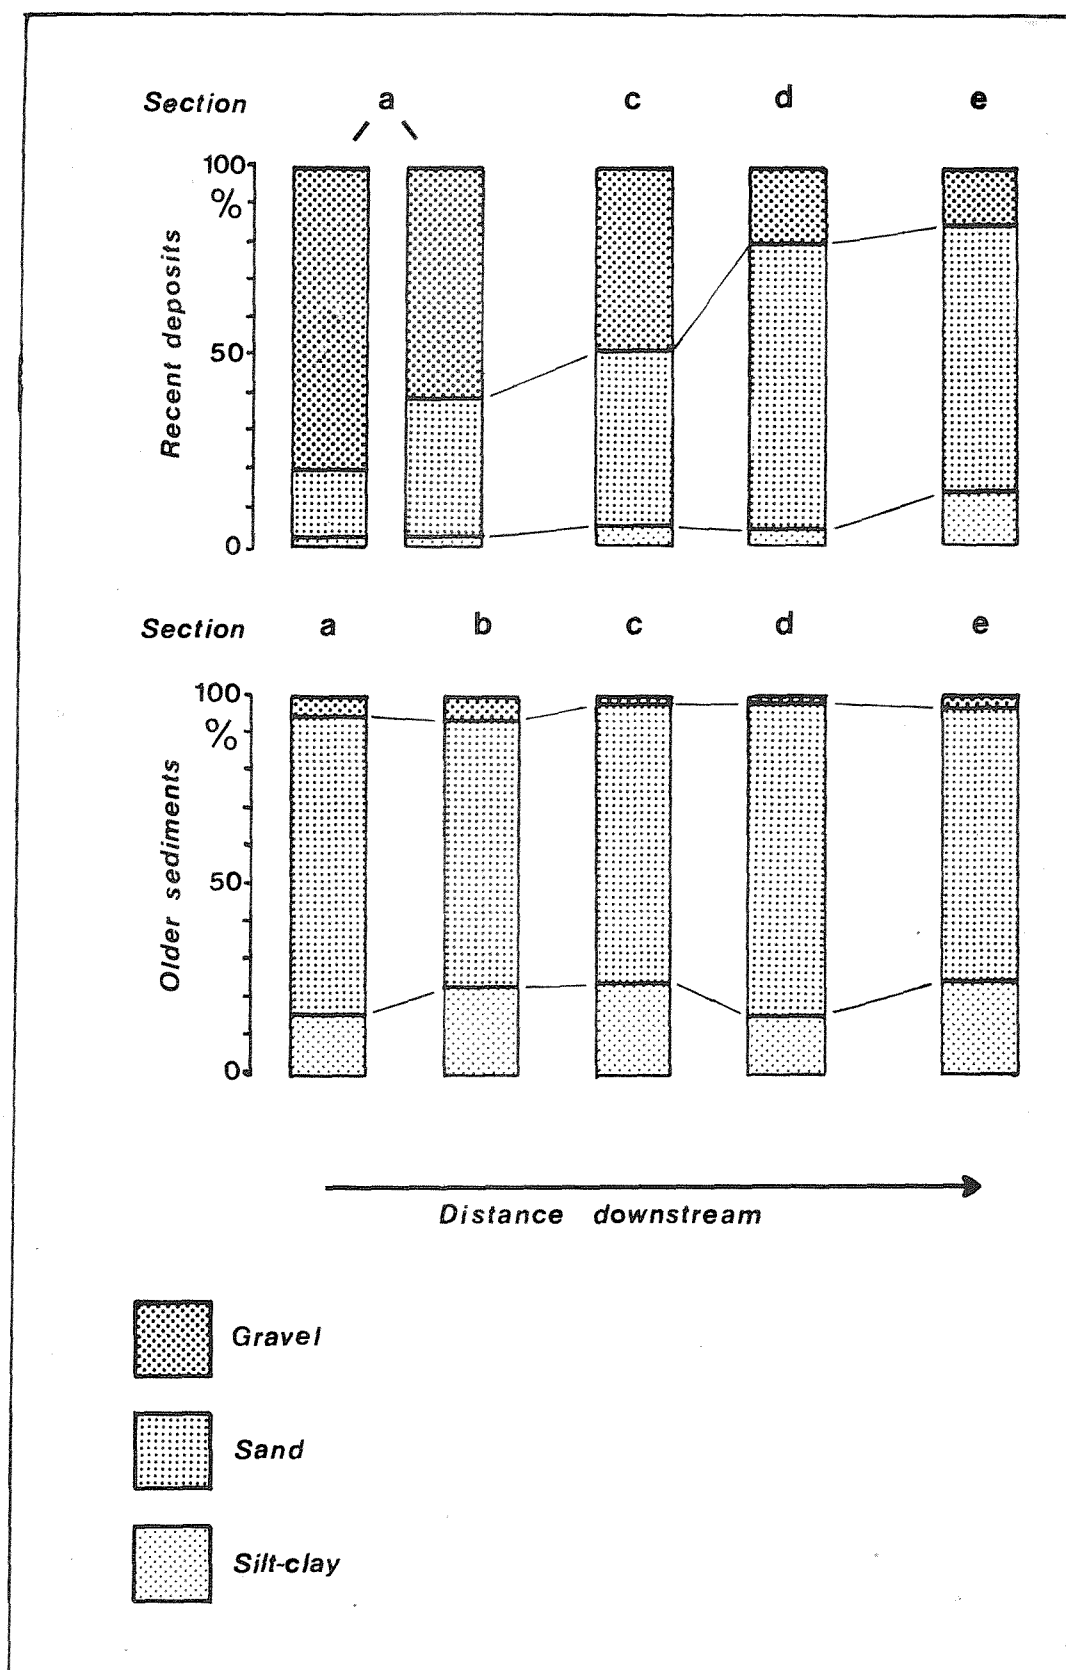 Section a c d e
100
%
50
0
Recent deposits
Section a b c d e
100
%
50
0
Older sediments
Distance downstream
Gravel
Sand
Silt-clay